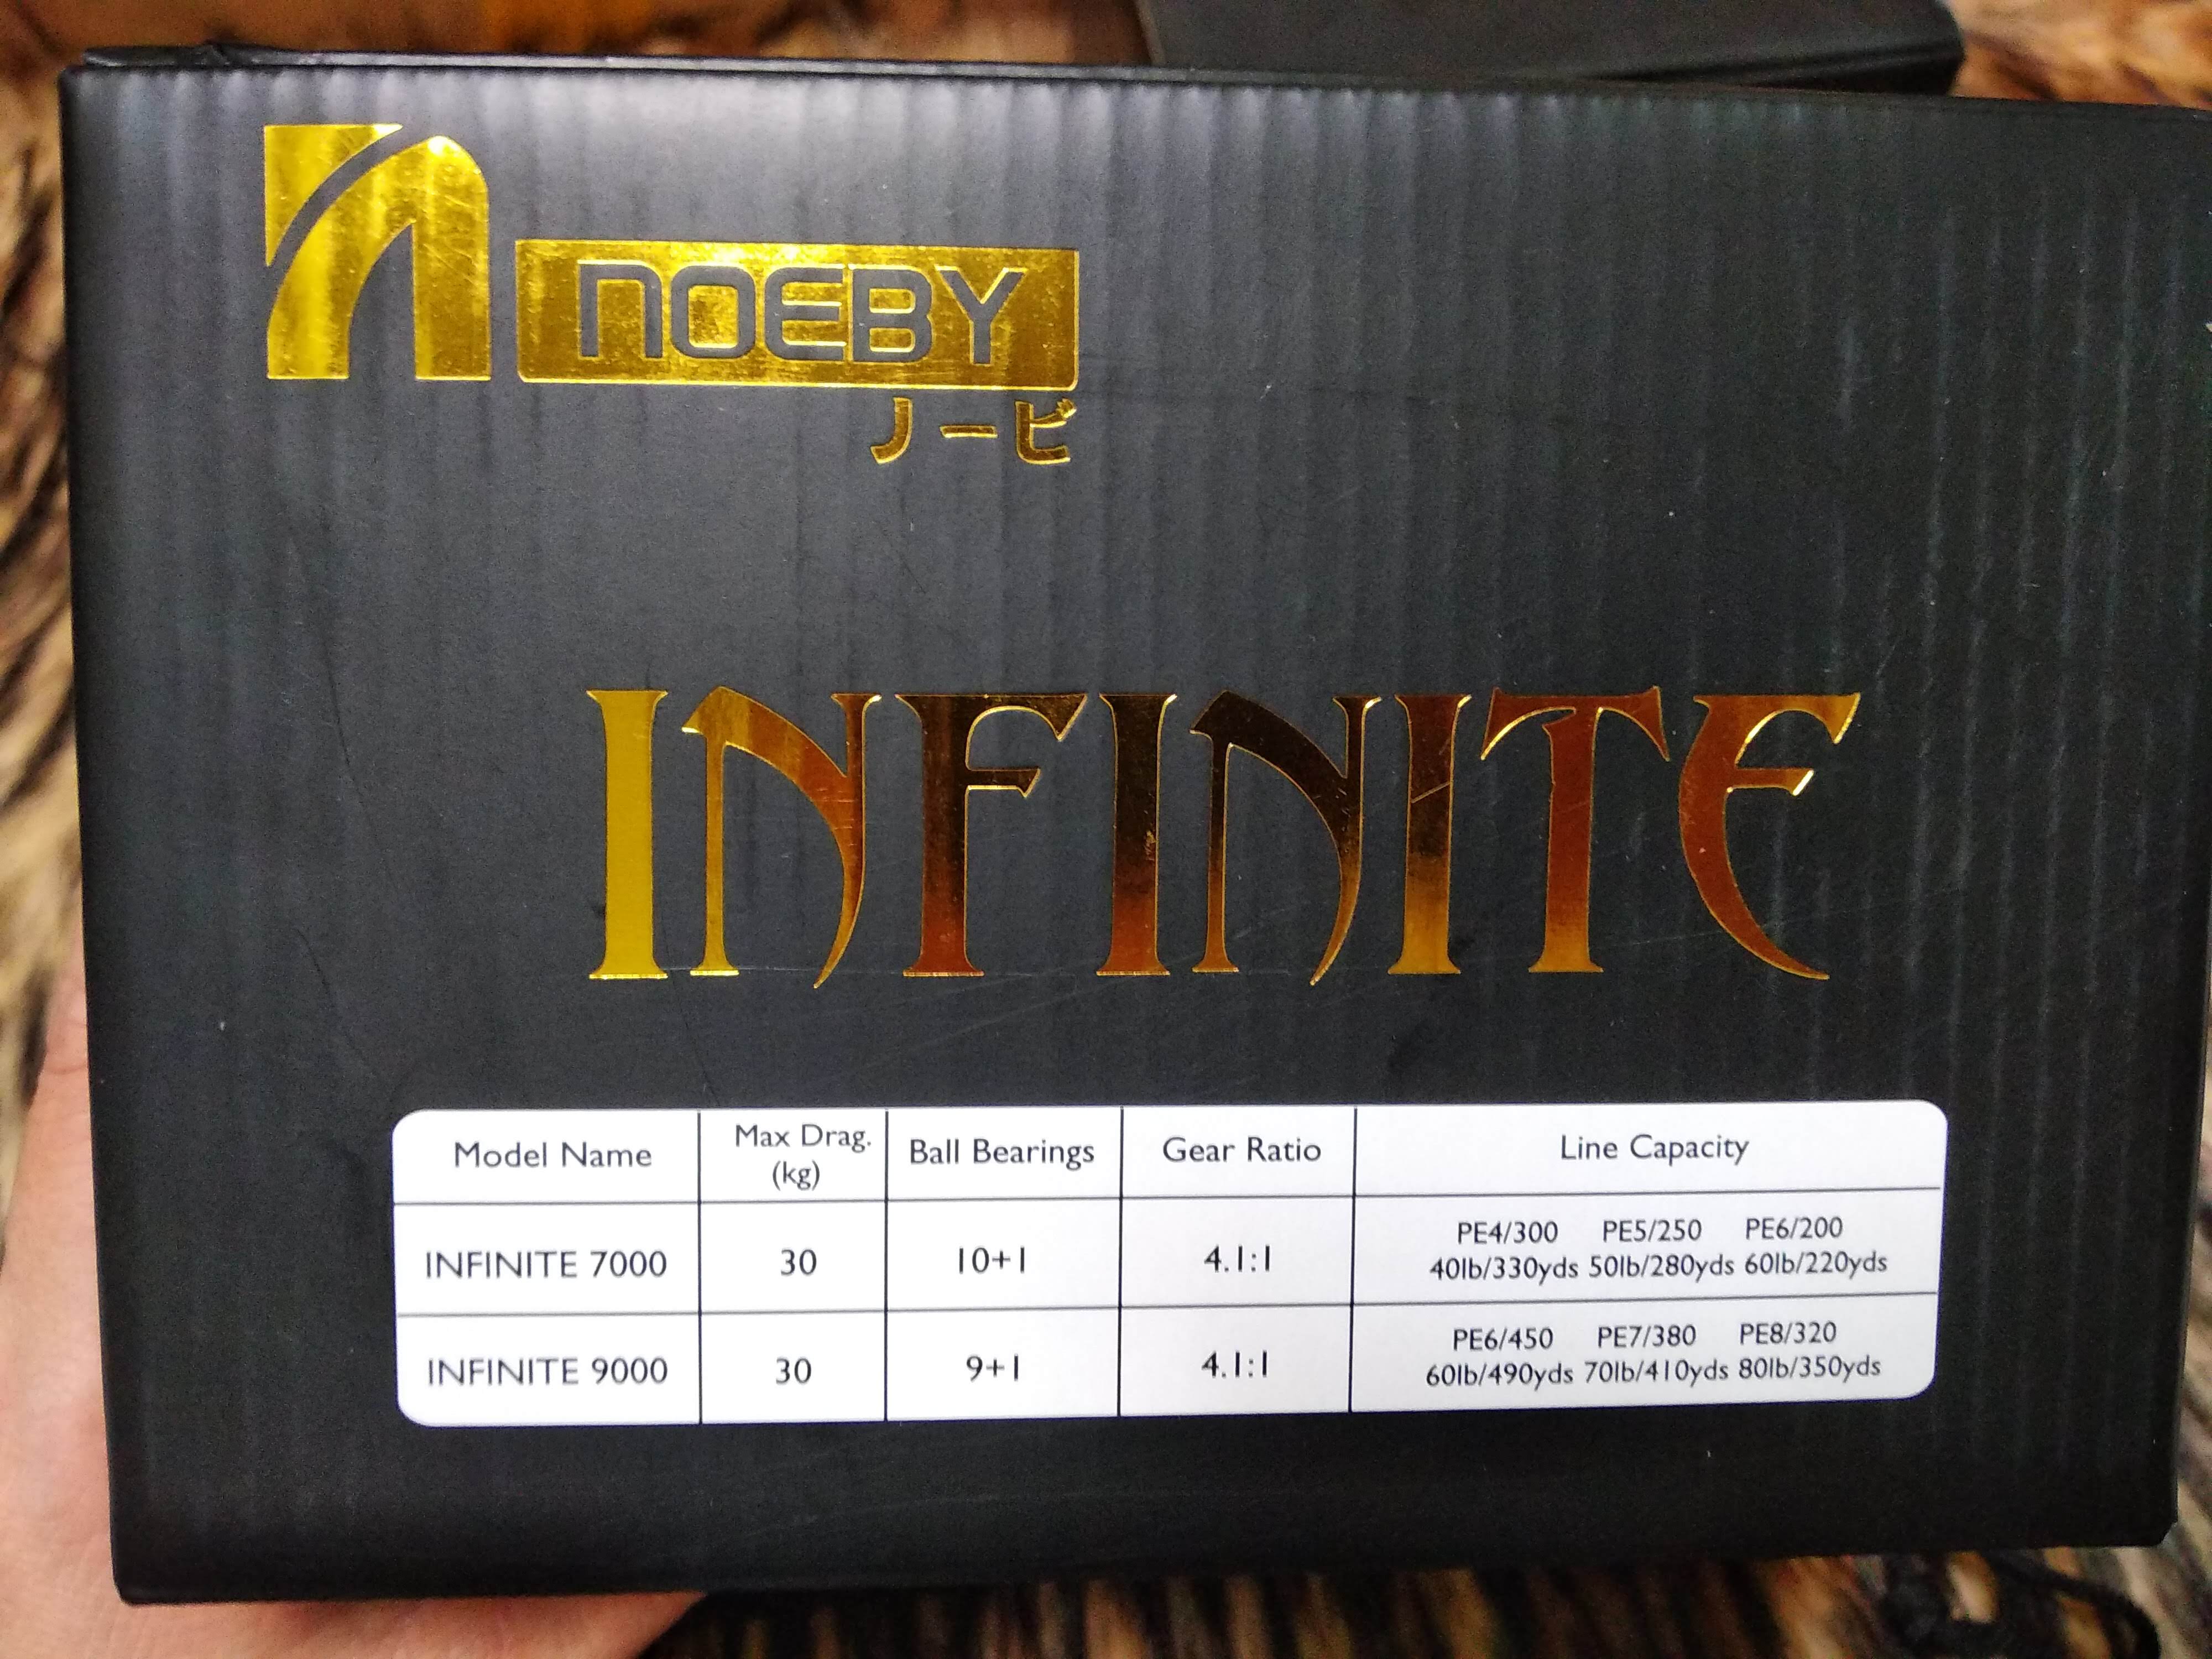 NOEBY
ノービ
INFINITE
Model Name Max Drag. (kg) Ball Bearings Gear Ratio Line Capacity
INFINITE 7000 30 10+1 4.1:1 PE4/300 PE5/250 PE6/200
40lb/330yds 50lb/280yds 60lb/220yds
INFINITE 9000 30 9+1 4.1:1 PE6/450 PE7/380 PE8/320
60lb/490yds 70lb/410yds 80lb/350yds